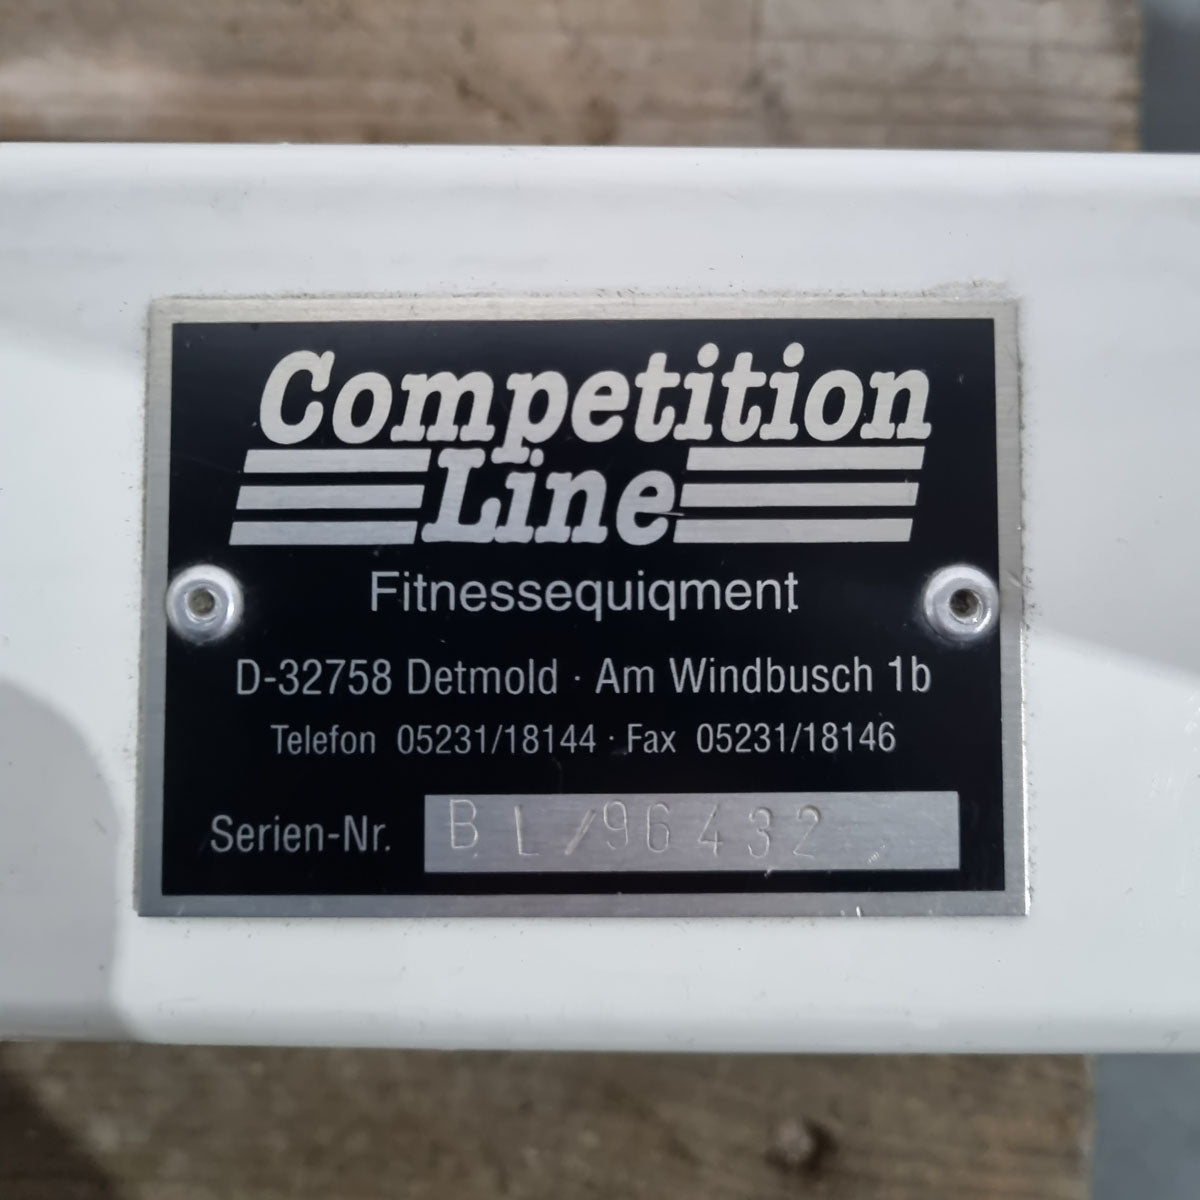 Competition
Line
Fitnessequiqment
D-32758 Detmold · Am Windbusch 1b
Telefon 05231/18144 · Fax 05231/18146
Serien-Nr. BL/96432